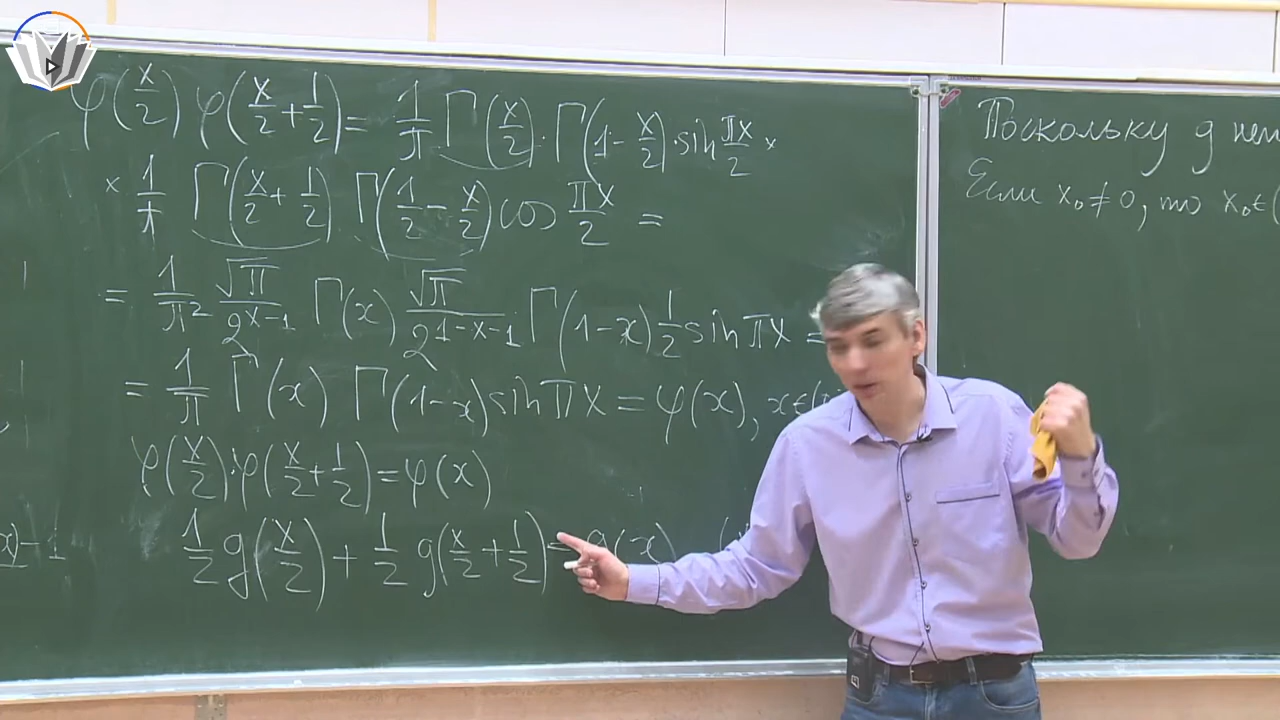 φ(x/2) φ(x/2 + 1/2) = 1/π Γ(x/2) · Γ(1 - x/2) · sin πx/2 ×
× 1/π Γ(x/2 + 1/2) Γ(1/2 - x/2) cos πx/2 =
= 1/π² √π/2^(x-1) Γ(x) √π/2^(1-x-1) Γ(1-x) 1/2 sin πx =
= 1/π Γ(x) Γ(1-x) sin πx = φ(x), x∈(
φ(x/2) · φ(x/2 + 1/2) = φ(x)
1/2 g(x/2) + 1/2 g(x/2 + 1/2) = g(x)
x)-1
Поскольку g
Если x₀ ≠ 0, то x₀∈(